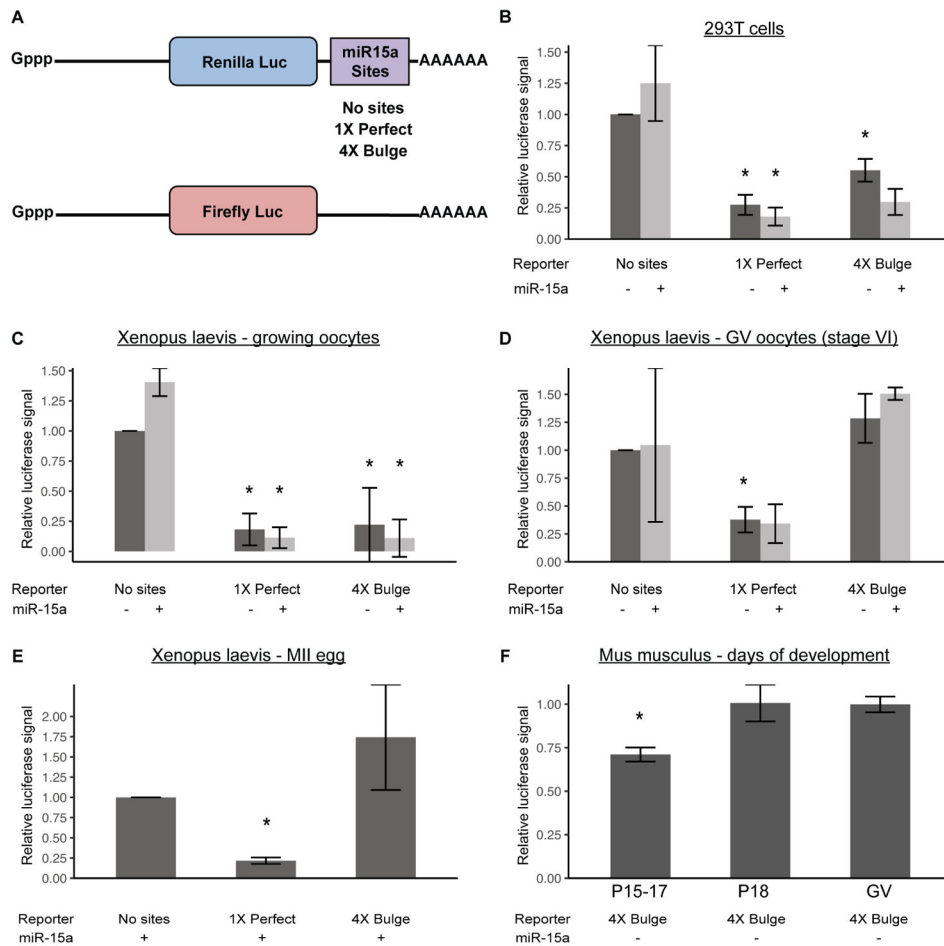 A
Gppp Renilla Luc miR15a Sites AAAAAA
No sites
1X Perfect
4X Bulge
Gppp Firefly Luc AAAAAA
B
293T cells
Relative luciferase signal
1.50
1.25
1.00
0.75
0.50
0.25
0.00
* * *
Reporter No sites 1X Perfect 4X Bulge
miR-15a - + - + - +
C
Xenopus laevis - growing oocytes
Relative luciferase signal
1.50
1.25
1.00
0.75
0.50
0.25
0.00
* * * *
Reporter No sites 1X Perfect 4X Bulge
miR-15a - + - + - +
D
Xenopus laevis - GV oocytes (stage VI)
Relative luciferase signal
1.50
1.25
1.00
0.75
0.50
0.25
0.00
*
Reporter No sites 1X Perfect 4X Bulge
miR-15a - + - + - +
E
Xenopus laevis - MII egg
Relative luciferase signal
2.00
1.75
1.50
1.25
1.00
0.75
0.50
0.25
0.00
*
Reporter No sites 1X Perfect 4X Bulge
miR-15a + + +
F
Mus musculus - days of development
Relative luciferase signal
1.00
0.75
0.50
0.25
0.00
*
P15-17 P18 GV
Reporter 4X Bulge 4X Bulge 4X Bulge
miR-15a - - -